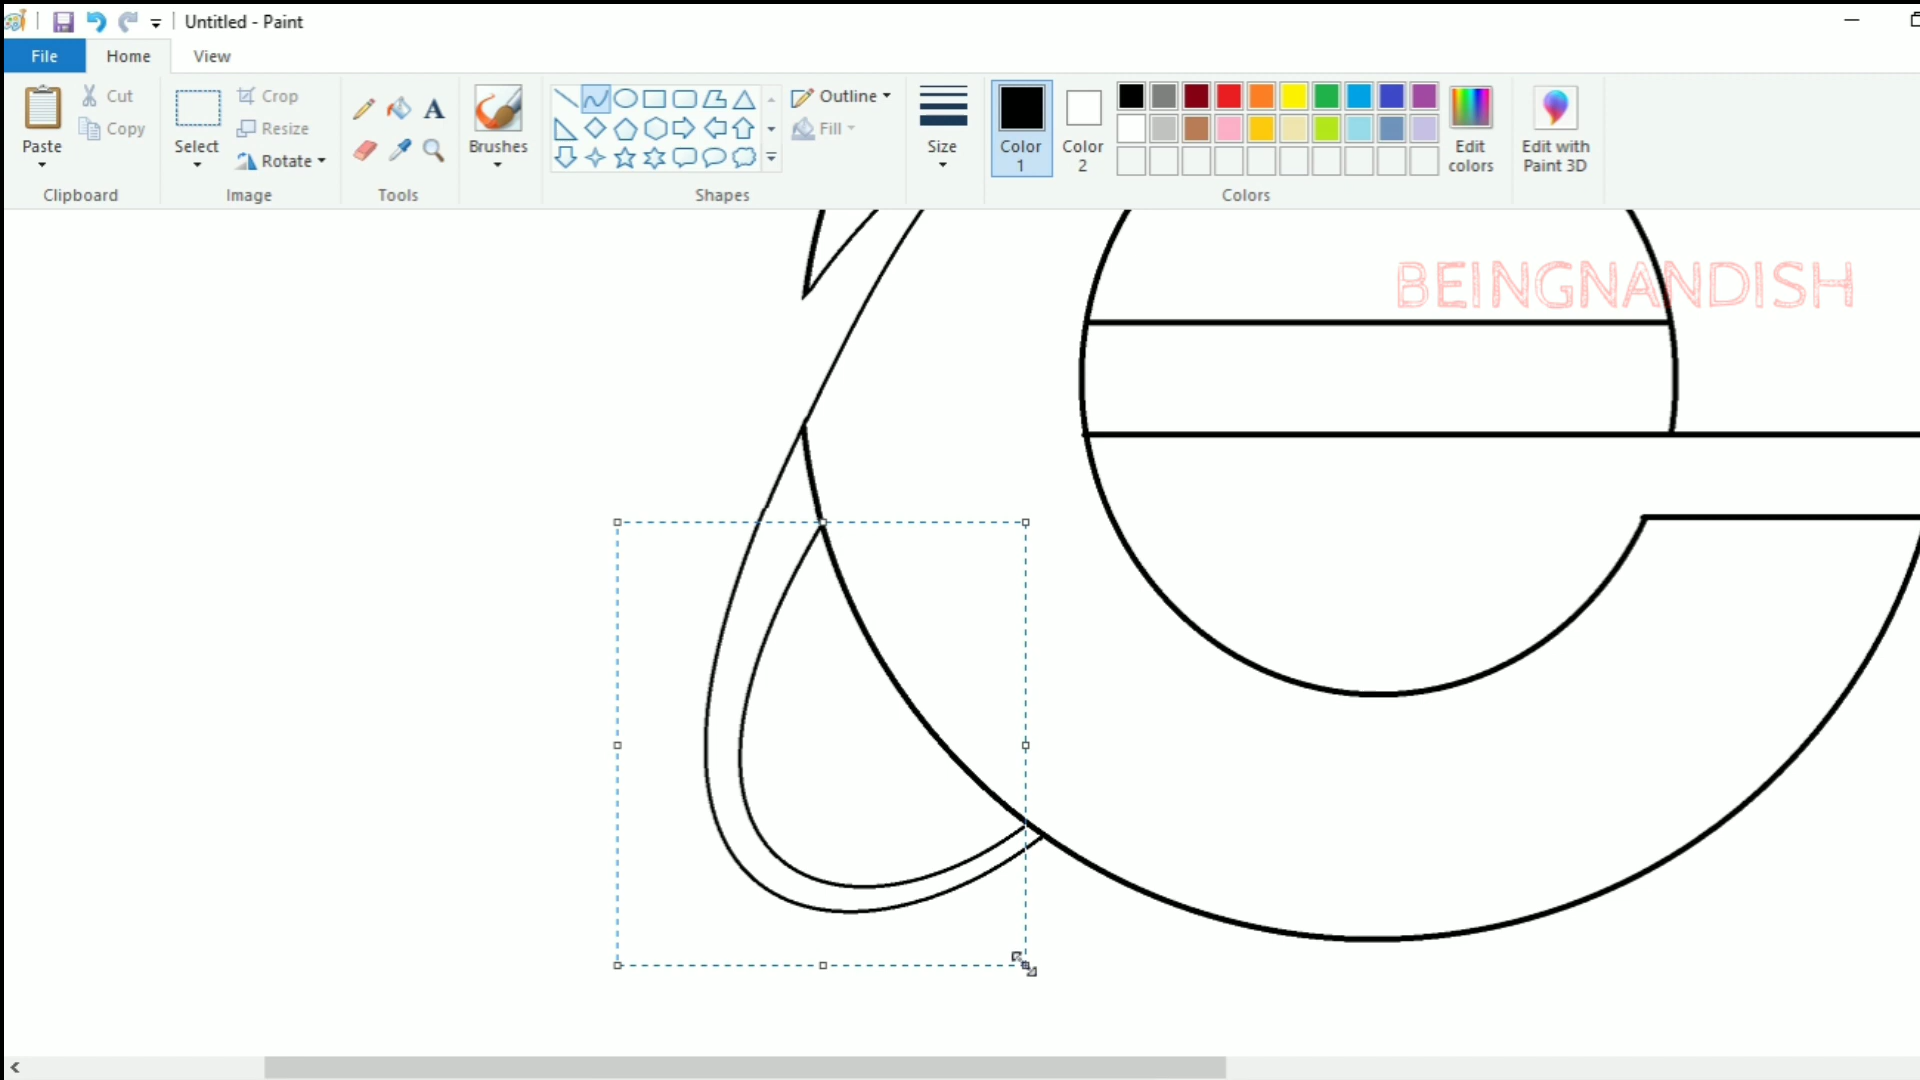 Untitled - Paint
File Home View
Paste
Cut
Copy
Clipboard
Select
Crop
Resize
Rotate
Image
Tools
Brushes
Outline
Fill
Shapes
Size
Color 1
Color 2
Edit colors
Colors
Edit with Paint 3D
BEINGNANDISH